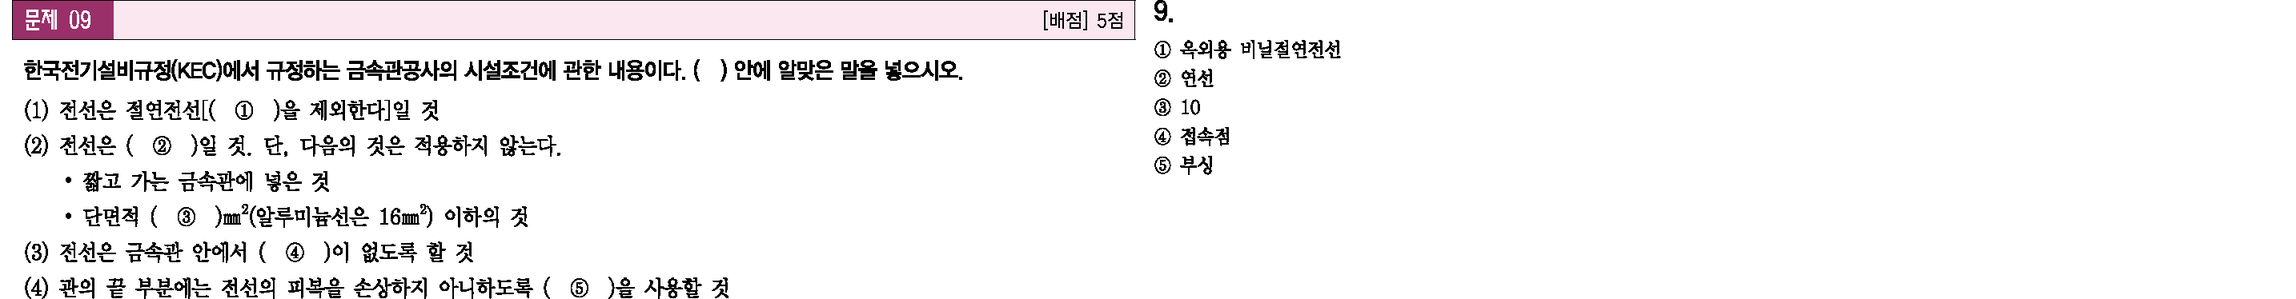 문제 09
[배점] 5점
한국전기설비규정(KEC)에서 규정하는 금속관공사의 시설조건에 관한 내용이다. (   ) 안에 알맞은 말을 넣으시오.
(1) 전선은 절연전선[(  ①  )을 제외한다]일 것
(2) 전선은 (  ②  )일 것. 단, 다음의 것은 적용하지 않는다.
• 짧고 가는 금속관에 넣은 것
• 단면적 (  ③  )㎟(알루미늄선은 16㎟) 이하의 것
(3) 전선은 금속관 안에서 (  ④  )이 없도록 할 것
(4) 관의 끝 부분에는 전선의 피복을 손상하지 아니하도록 (  ⑤  )을 사용할 것
9.
① 옥외용 비닐절연전선
② 연선
③ 10
④ 접속점
⑤ 부싱